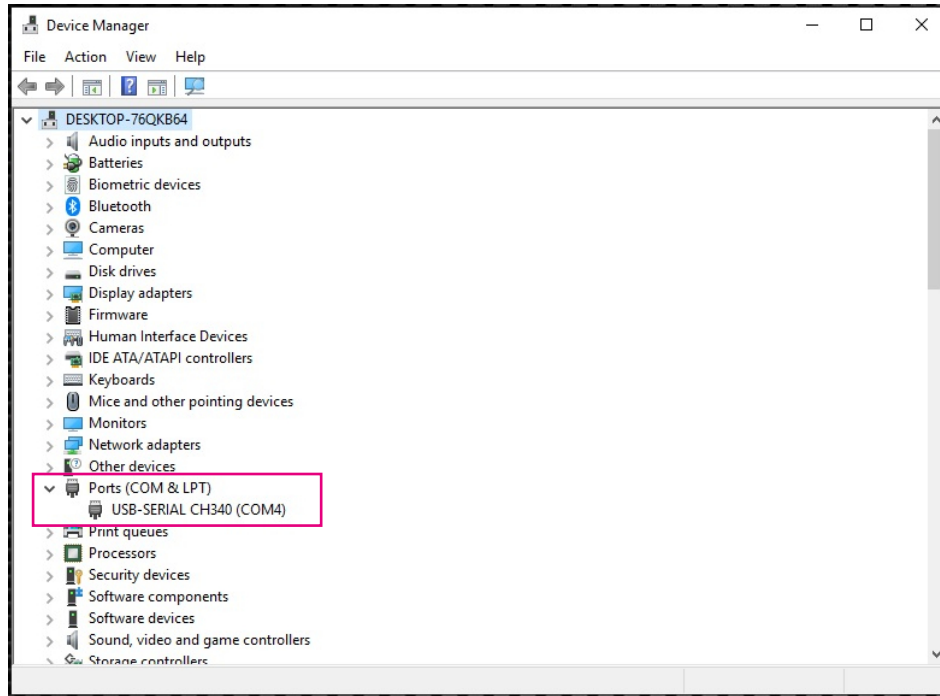 Device Manager
File Action View Help
DESKTOP-76QKB64
Audio inputs and outputs
Batteries
Biometric devices
Bluetooth
Cameras
Computer
Disk drives
Display adapters
Firmware
Human Interface Devices
IDE ATA/ATAPI controllers
Keyboards
Mice and other pointing devices
Monitors
Network adapters
Other devices
Ports (COM & LPT)
USB-SERIAL CH340 (COM4)
Print queues
Processors
Security devices
Software components
Software devices
Sound, video and game controllers
Storage controllers